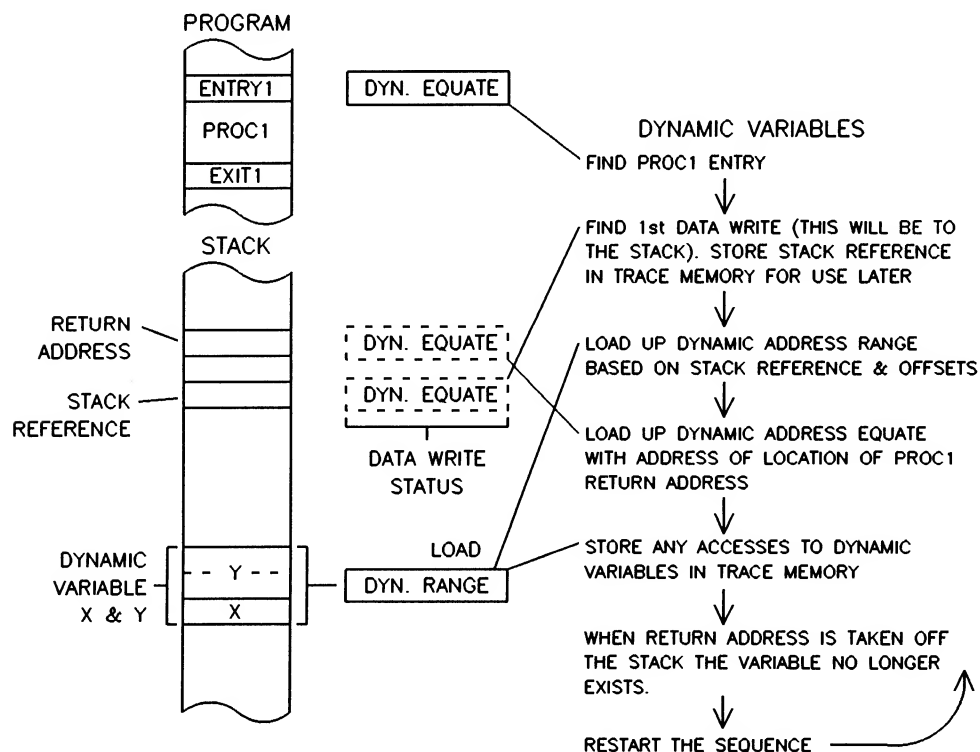 PROGRAM
ENTRY1
PROC1
EXIT1
STACK
RETURN
ADDRESS
STACK
REFERENCE
DYNAMIC
VARIABLE
X & Y
Y
X
DYN. EQUATE
DYN. EQUATE
DYN. EQUATE
DATA WRITE
STATUS
LOAD
DYN. RANGE
DYNAMIC VARIABLES
FIND PROC1 ENTRY
FIND 1st DATA WRITE (THIS WILL BE TO
THE STACK). STORE STACK REFERENCE
IN TRACE MEMORY FOR USE LATER
LOAD UP DYNAMIC ADDRESS RANGE
BASED ON STACK REFERENCE & OFFSETS
LOAD UP DYNAMIC ADDRESS EQUATE
WITH ADDRESS OF LOCATION OF PROC1
RETURN ADDRESS
STORE ANY ACCESSES TO DYNAMIC
VARIABLES IN TRACE MEMORY
WHEN RETURN ADDRESS IS TAKEN OFF
THE STACK THE VARIABLE NO LONGER
EXISTS.
RESTART THE SEQUENCE